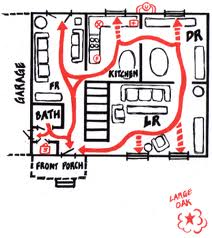 DR
GARAGE
KITCHEN
FR
BATH
LR
FRONT PORCH
LARGE
OAK